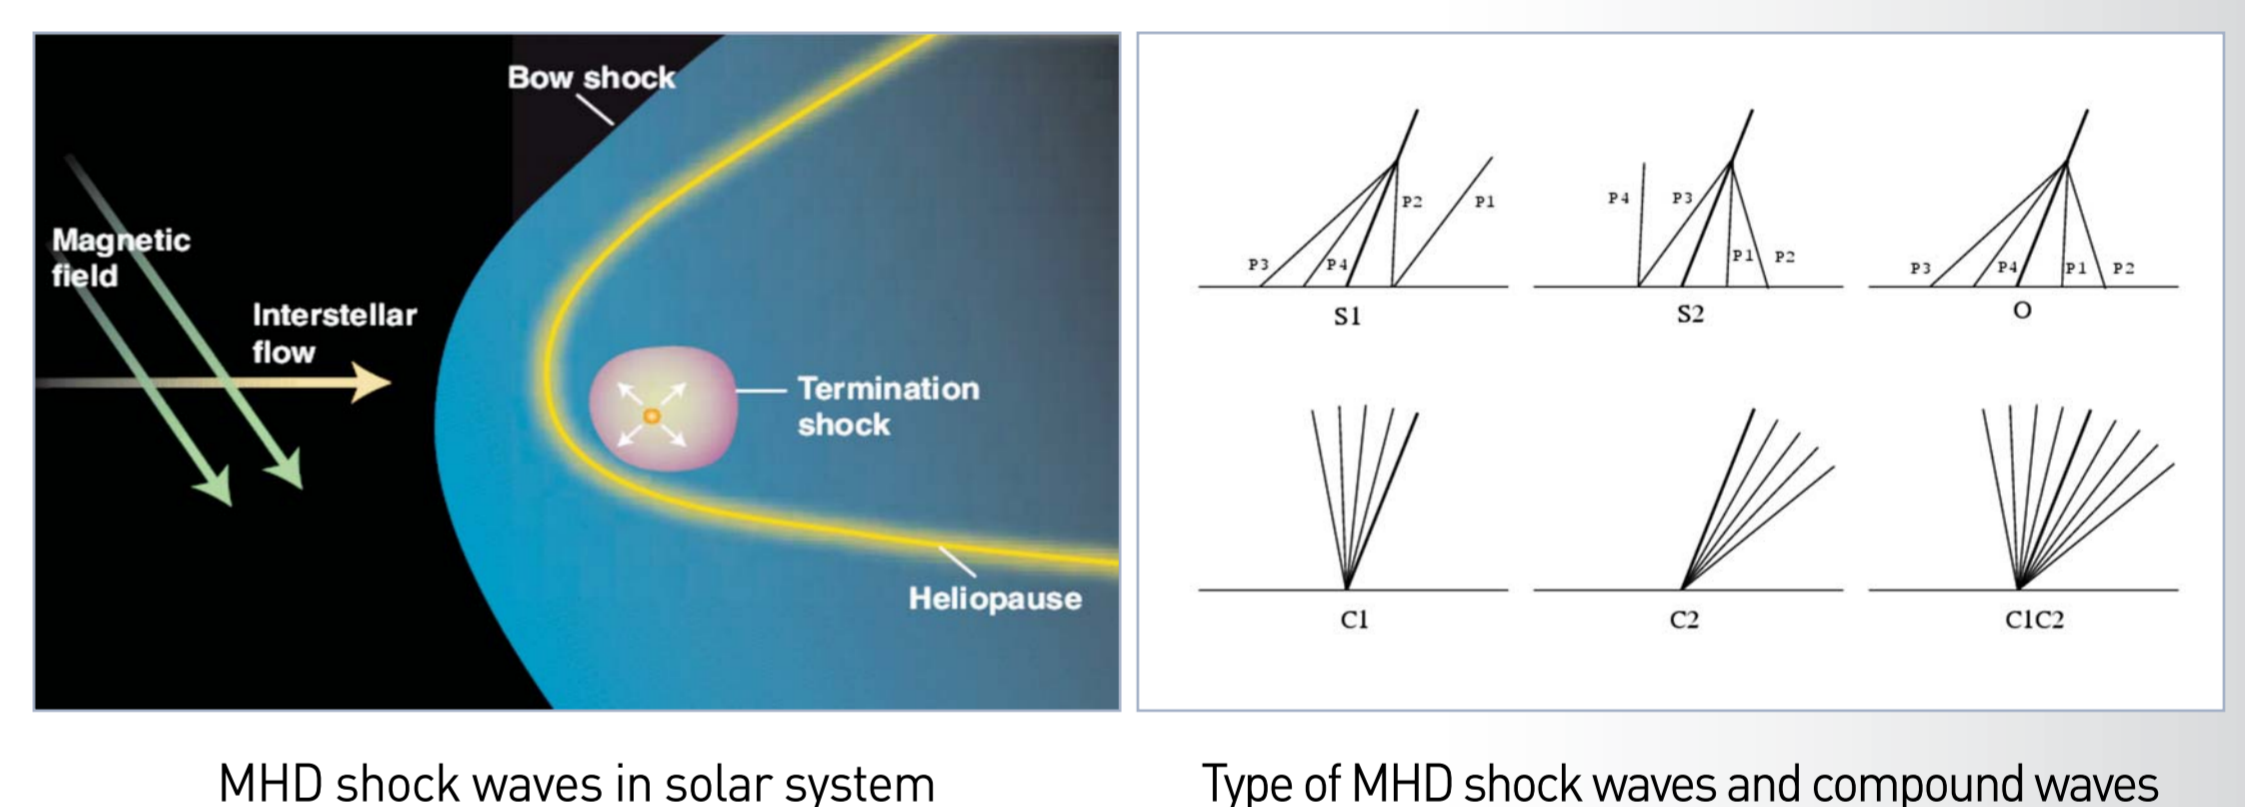 Bow shock
Magnetic
field
Interstellar
flow
Termination
shock
Heliopause
MHD shock waves in solar system
P3
P4
P2
P1
S1
P4
P3
P1
P2
S2
P3
P4
P1
P2
O
C1
C2
C1C2
Type of MHD shock waves and compound waves